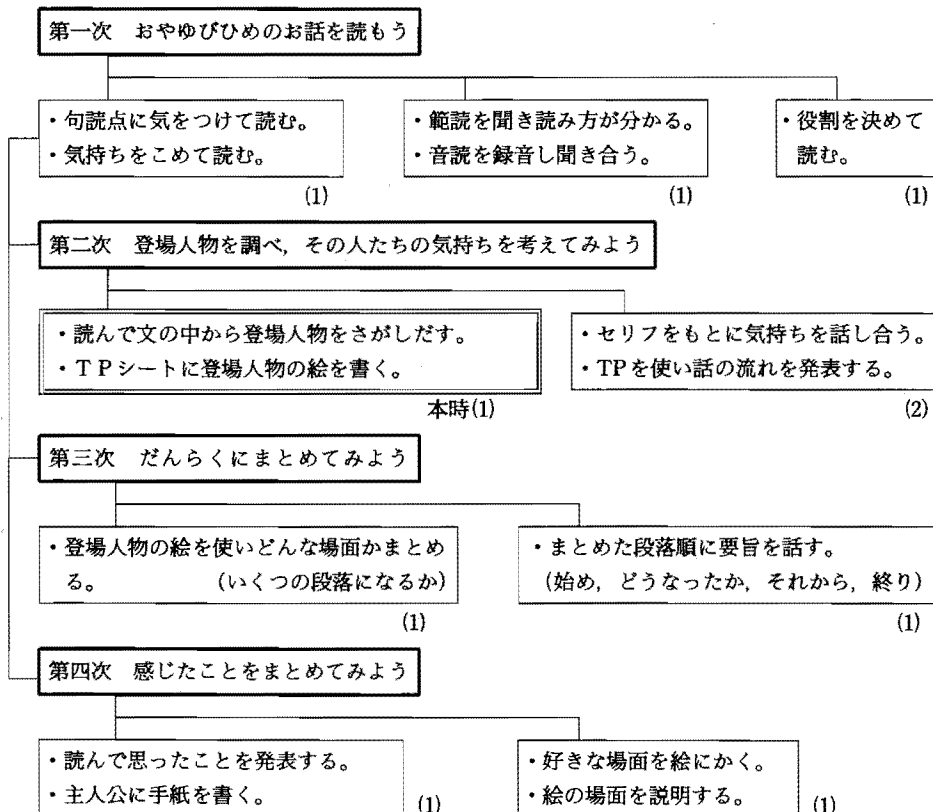 第一次 おやゆびひめのお話を読もう
・句読点に気をつけて読む。
・気持ちをこめて読む。
(1)
・範読を聞き読み方が分かる。
・音読を録音し聞き合う。
(1)
・役割を決めて
読む。
(1)
第二次 登場人物を調べ，その人たちの気持ちを考えてみよう
・読んで文の中から登場人物をさがしだす。
・ＴＰシートに登場人物の絵を書く。
本時(1)
・セリフをもとに気持ちを話し合う。
・TPを使い話の流れを発表する。
(2)
第三次 だんらくにまとめてみよう
・登場人物の絵を使いどんな場面かまとめ
る。 （いくつの段落になるか）
(1)
・まとめた段落順に要旨を話す。
（始め，どうなったか，それから，終り）
(1)
第四次 感じたことをまとめてみよう
・読んで思ったことを発表する。
・主人公に手紙を書く。
(1)
・好きな場面を絵にかく。
・絵の場面を説明する。
(1)